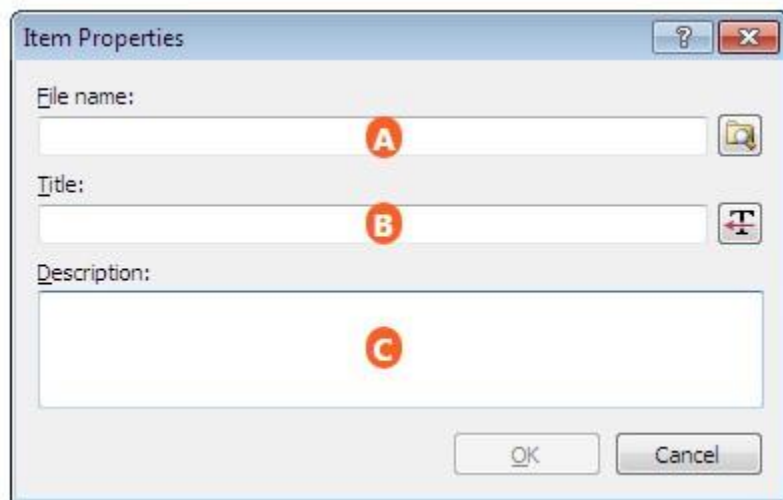 Item Properties
File name:
A
Title:
B
T
Description:
C
OK
Cancel